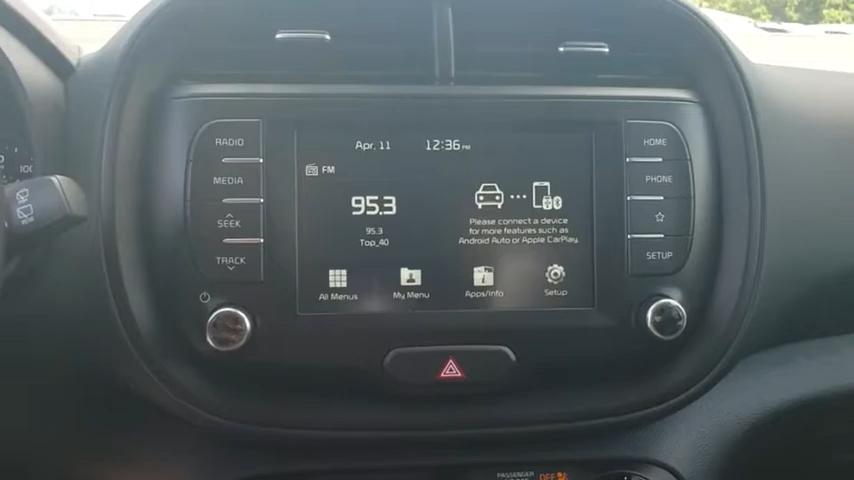 Apr. 11 12:36 PM
RADIO
MEDIA
SEEK
TRACK
FM
95.3
95.3
Top_40
Please connect a device
for more features such as
Android Auto or Apple CarPlay.
All Menus
My Menu
Apps/Info
Setup
HOME
PHONE
SETUP
100
PASSENGER
OFF